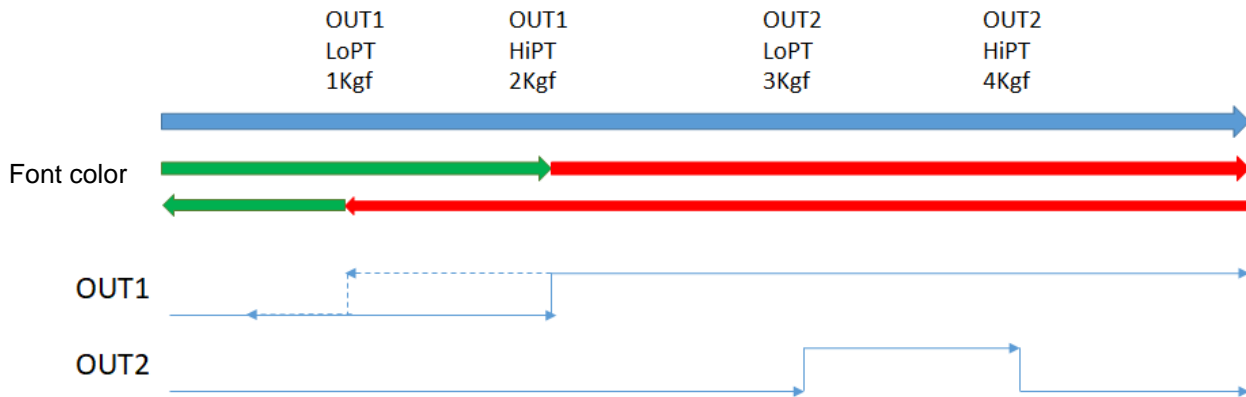 OUT1 OUT1 OUT2 OUT2
LoPT HiPT LoPT HiPT
1Kgf 2Kgf 3Kgf 4Kgf
Font color
OUT1
OUT2